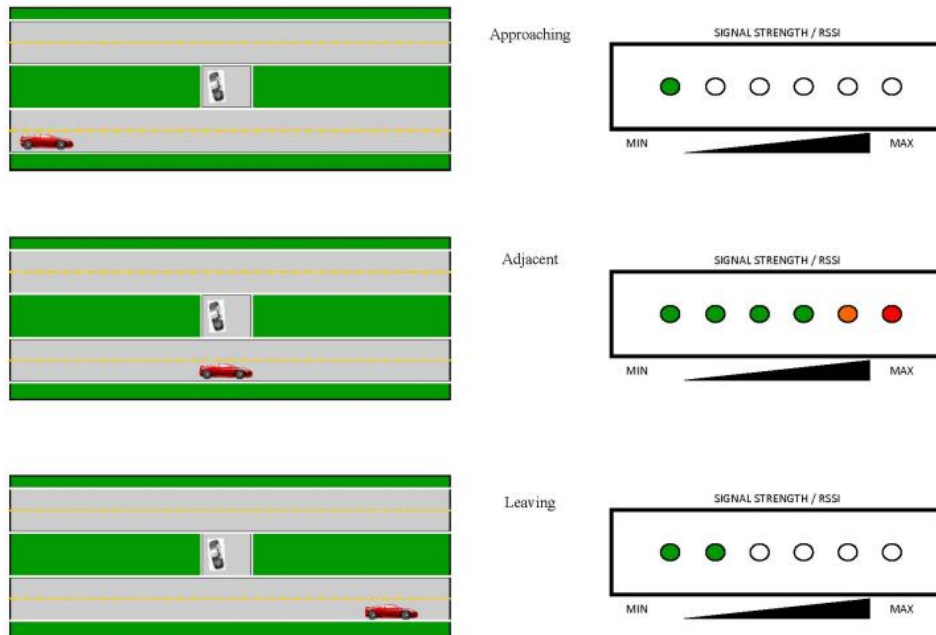 Approaching
SIGNAL STRENGTH / RSSI
MIN MAX
Adjacent
SIGNAL STRENGTH / RSSI
MIN MAX
Leaving
SIGNAL STRENGTH / RSSI
MIN MAX